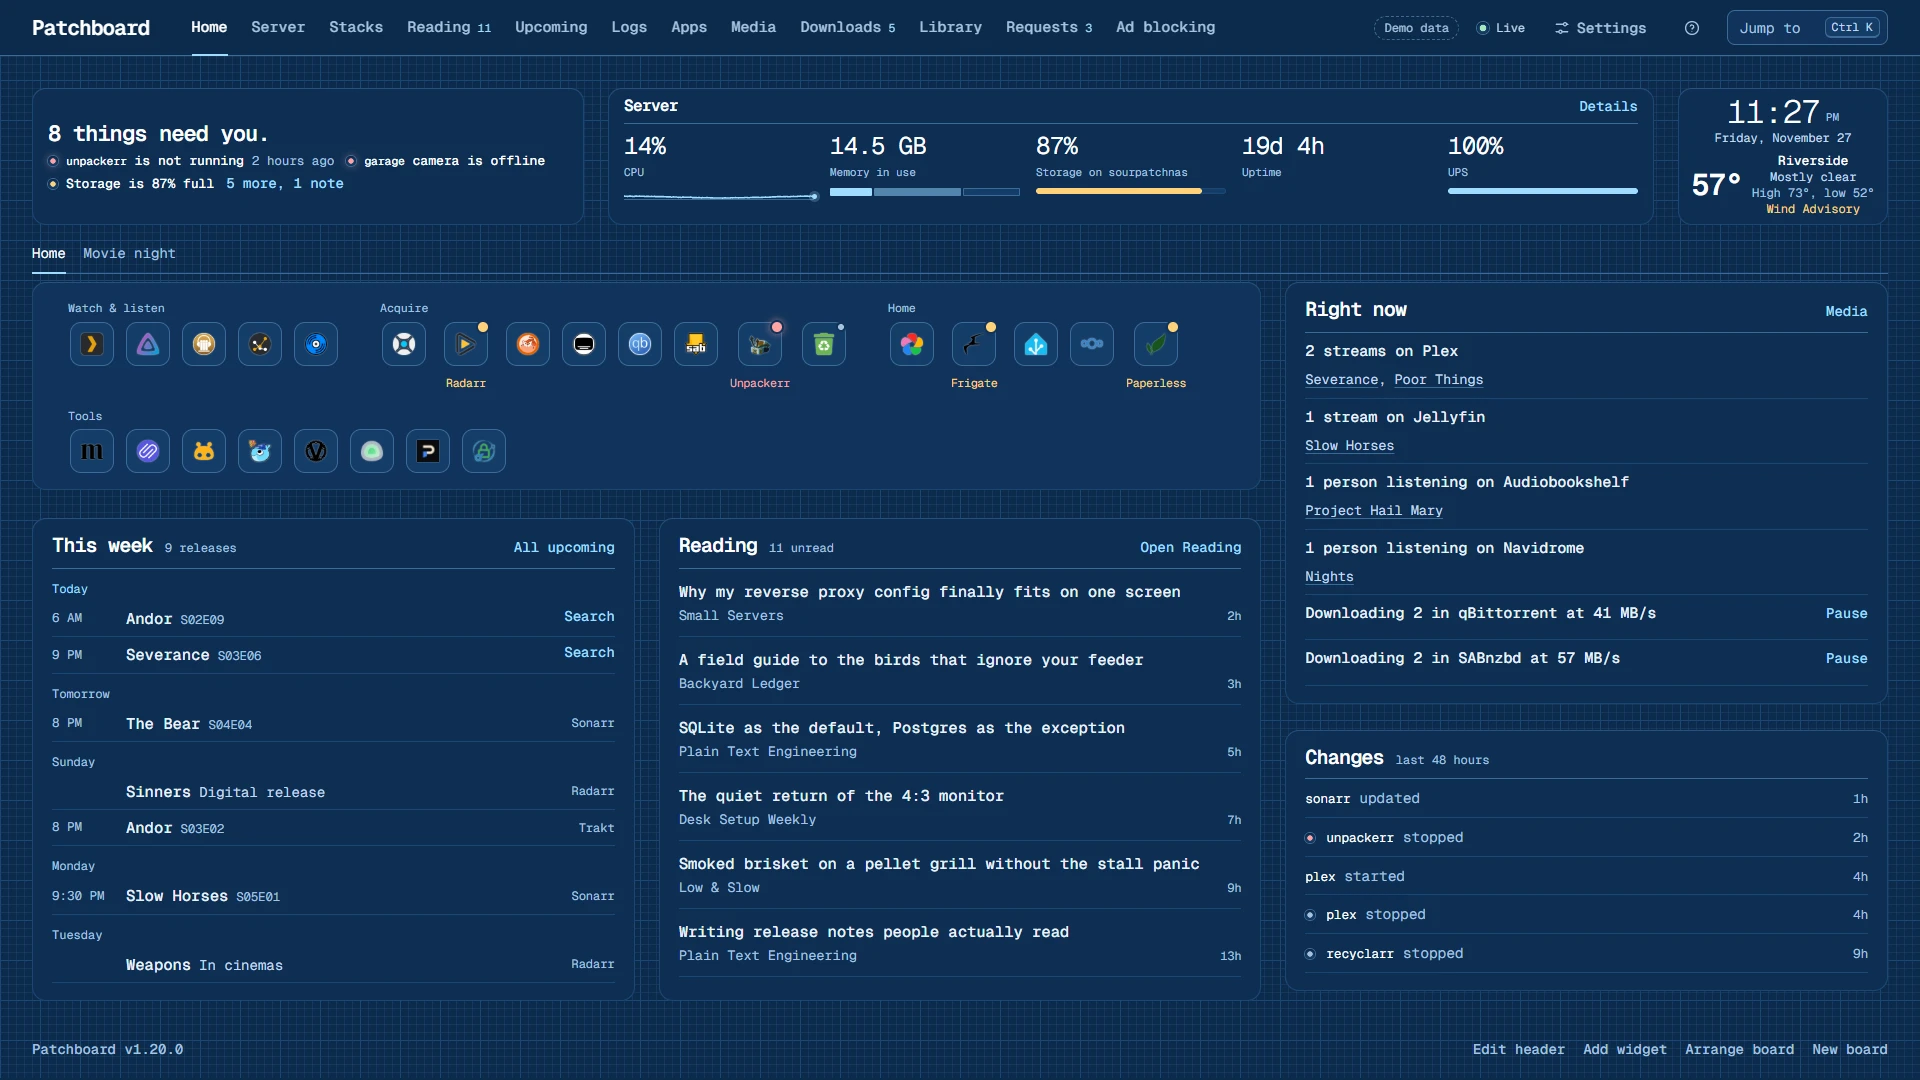 Patchboard
Home Server Stacks Reading 11 Upcoming Logs Apps Media Downloads 5 Library Requests 3 Ad blocking
Demo data Live Settings ? Jump to Ctrl K
8 things need you.
unpackerr is not running 2 hours ago garage camera is offline
Storage is 87% full 5 more, 1 note
Server Details
14% 14.5 GB 87% 19d 4h 100%
CPU Memory in use Storage on sourpatchnas Uptime UPS
11:27 PM
Friday, November 27
57°
Riverside
Mostly clear
High 73°, low 52°
Wind Advisory
Home Movie night
Watch & listen Acquire Home
qb
sab
Radarr Unpackerr Frigate Paperless
Tools
m
Right now Media
2 streams on Plex
Severance, Poor Things
1 stream on Jellyfin
Slow Horses
1 person listening on Audiobookshelf
Project Hail Mary
1 person listening on Navidrome
Nights
Downloading 2 in qBittorrent at 41 MB/s Pause
Downloading 2 in SABnzbd at 57 MB/s Pause
This week 9 releases All upcoming
Today
6 AM Andor S02E09 Search
9 PM Severance S03E06 Search
Tomorrow
8 PM The Bear S04E04 Sonarr
Sunday
Sinners Digital release Radarr
8 PM Andor S03E02 Trakt
Monday
9:30 PM Slow Horses S05E01 Sonarr
Tuesday
Weapons In cinemas Radarr
Reading 11 unread Open Reading
Why my reverse proxy config finally fits on one screen
Small Servers 2h
A field guide to the birds that ignore your feeder
Backyard Ledger 3h
SQLite as the default, Postgres as the exception
Plain Text Engineering 5h
The quiet return of the 4:3 monitor
Desk Setup Weekly 7h
Smoked brisket on a pellet grill without the stall panic
Low & Slow 9h
Writing release notes people actually read
Plain Text Engineering 13h
Changes last 48 hours
sonarr updated 1h
unpackerr stopped 2h
plex started 4h
plex stopped 4h
recyclarr stopped 9h
Patchboard v1.20.0
Edit header Add widget Arrange board New board